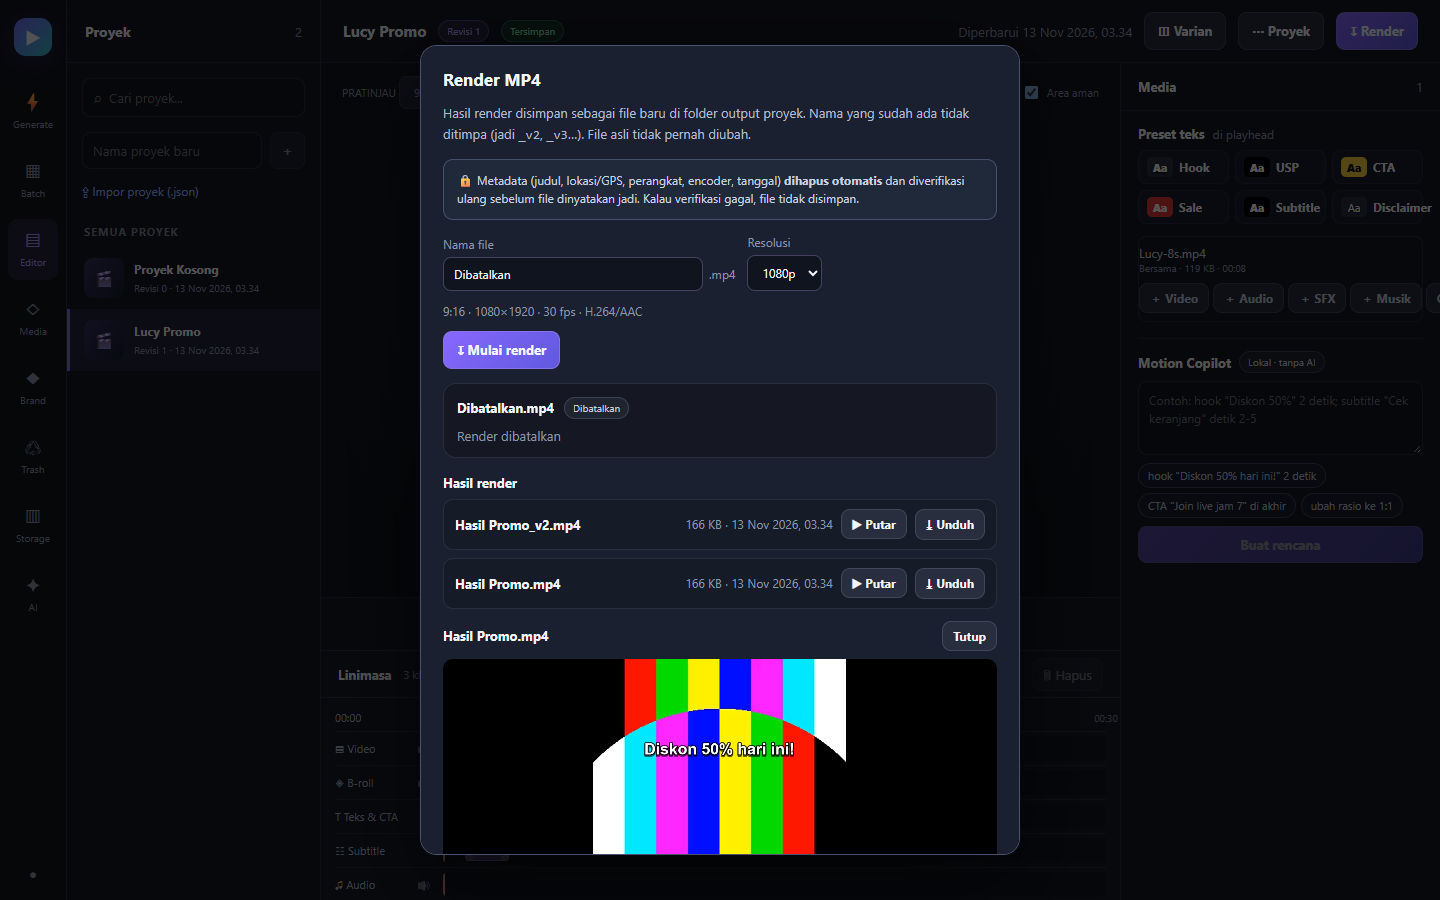 Proyek
2
Lucy Promo
Revisi 1
Tersimpan
Diperbarui 13 Nov 2026, 03.34
Varian
Proyek
Render
Generate
Batch
Editor
Media
Brand
Trash
Storage
AI
Cari proyek...
Nama proyek baru
+
Impor proyek (.json)
SEMUA PROYEK
Proyek Kosong
Revisi 0 · 13 Nov 2026, 03.34
Lucy Promo
Revisi 1 · 13 Nov 2026, 03.34
PRATINJAU
Area aman
Render MP4
Hasil render disimpan sebagai file baru di folder output proyek. Nama yang sudah ada tidak
ditimpa (jadi _v2, _v3…). File asli tidak pernah diubah.
Metadata (judul, lokasi/GPS, perangkat, encoder, tanggal) dihapus otomatis dan diverifikasi
ulang sebelum file dinyatakan jadi. Kalau verifikasi gagal, file tidak disimpan.
Nama file
Resolusi
Dibatalkan
.mp4
1080p
9:16 · 1080×1920 · 30 fps · H.264/AAC
Mulai render
Dibatalkan.mp4
Dibatalkan
Render dibatalkan
Hasil render
Hasil Promo_v2.mp4
166 KB · 13 Nov 2026, 03.34
Putar
Unduh
Hasil Promo.mp4
166 KB · 13 Nov 2026, 03.34
Putar
Unduh
Hasil Promo.mp4
Tutup
Diskon 50% hari ini!
Linimasa
Hapus
00:00
00:30
Video
B-roll
T Teks & CTA
Subtitle
Audio
Media
1
Preset teks di playhead
Aa Hook
Aa USP
Aa CTA
Aa Sale
Aa Subtitle
Aa Disclaimer
Lucy-8s.mp4
Bersama · 119 KB · 00:08
+ Video
+ Audio
+ SFX
+ Musik
Motion Copilot
Lokal · tanpa AI
Contoh: hook "Diskon 50%" 2 detik; subtitle "Cek
keranjang" detik 2-5
hook "Diskon 50% hari ini!" 2 detik
CTA "Join live jam 7" di akhir
ubah rasio ke 1:1
Buat rencana